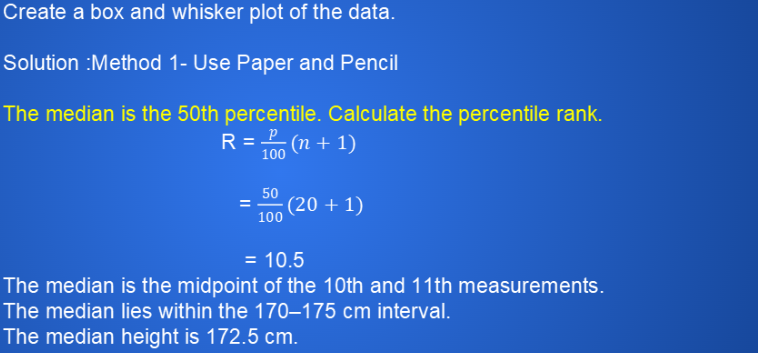 Create a box and whisker plot of the data.
Solution :Method 1- Use Paper and Pencil
The median is the 50th percentile. Calculate the percentile rank.
R = p/100 (n + 1)
= 50/100 (20 + 1)
= 10.5
The median is the midpoint of the 10th and 11th measurements.
The median lies within the 170–175 cm interval.
The median height is 172.5 cm.